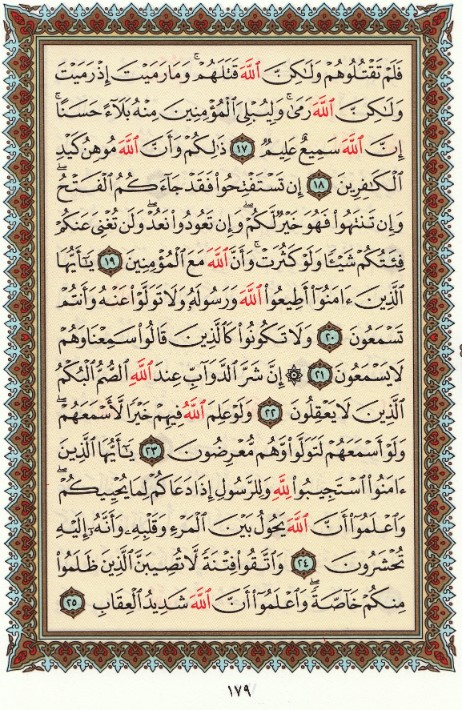 فَلَمْ تَقْتُلُوهُمْ وَلَٰكِنَّ ٱللَّهَ قَتَلَهُمْ ۚ وَمَا رَمَيْتَ إِذْ رَمَيْتَ
وَلَٰكِنَّ ٱللَّهَ رَمَىٰ ۚ وَلِيُبْلِىَ ٱلْمُؤْمِنِينَ مِنْهُ بَلَآءً حَسَنًا ۚ
إِنَّ ٱللَّهَ سَمِيعٌ عَلِيمٌ ١٧ ذَٰلِكُمْ وَأَنَّ ٱللَّهَ مُوهِنُ كَيْدِ
ٱلْكَٰفِرِينَ ١٨ إِن تَسْتَفْتِحُوا۟ فَقَدْ جَآءَكُمُ ٱلْفَتْحُ ۖ
وَإِن تَنتَهُوا۟ فَهُوَ خَيْرٌ لَّكُمْ ۖ وَإِن تَعُودُوا۟ نَعُدْ وَلَن تُغْنِىَ عَنكُمْ
فِئَتُكُمْ شَيْـًٔا وَلَوْ كَثُرَتْ وَأَنَّ ٱللَّهَ مَعَ ٱلْمُؤْمِنِينَ ١٩ يَٰٓأَيُّهَا
ٱلَّذِينَ ءَامَنُوٓا۟ أَطِيعُوا۟ ٱللَّهَ وَرَسُولَهُۥ وَلَا تَوَلَّوْا۟ عَنْهُ وَأَنتُمْ
تَسْمَعُونَ ٢٠ وَلَا تَكُونُوا۟ كَٱلَّذِينَ قَالُوا۟ سَمِعْنَا وَهُمْ
لَا يَسْمَعُونَ ٢١ ۞ إِنَّ شَرَّ ٱلدَّوَآبِّ عِندَ ٱللَّهِ ٱلصُّمُّ ٱلْبُكْمُ
ٱلَّذِينَ لَا يَعْقِلُونَ ٢٢ وَلَوْ عَلِمَ ٱللَّهُ فِيهِمْ خَيْرًا لَّأَسْمَعَهُمْ ۖ
وَلَوْ أَسْمَعَهُمْ لَتَوَلَّوا۟ وَّهُم مُّعْرِضُونَ ٢٣ يَٰٓأَيُّهَا ٱلَّذِينَ
ءَامَنُوا۟ ٱسْتَجِيبُوا۟ لِلَّهِ وَلِلرَّسُولِ إِذَا دَعَاكُمْ لِمَا يُحْيِيكُمْ ۖ
وَٱعْلَمُوٓا۟ أَنَّ ٱللَّهَ يَحُولُ بَيْنَ ٱلْمَرْءِ وَقَلْبِهِۦ وَأَنَّهُۥٓ إِلَيْهِ
تُحْشَرُونَ ٢٤ وَٱتَّقُوا۟ فِتْنَةً لَّا تُصِيبَنَّ ٱلَّذِينَ ظَلَمُوا۟
مِنكُمْ خَآصَّةً ۖ وَٱعْلَمُوٓا۟ أَنَّ ٱللَّهَ شَدِيدُ ٱلْعِقَابِ ٢٥
١٧٩